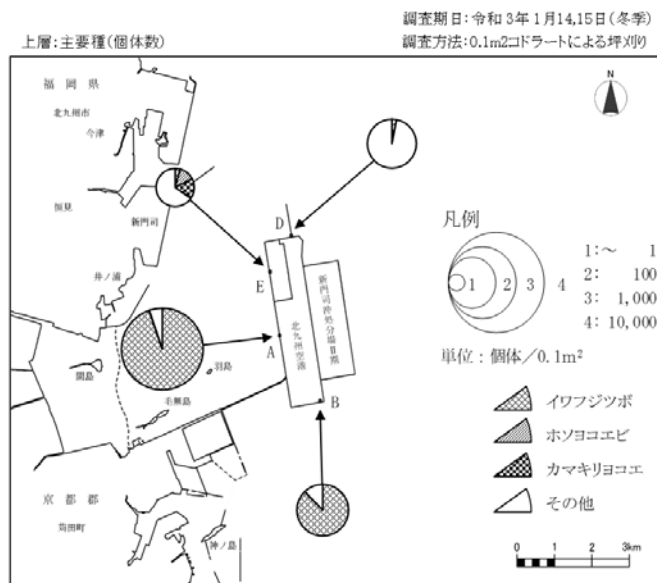 調査期日:令和3年1月14,15日(冬季)
上層:主要種(個体数)
調査方法:0.1m2コドラートによる坪刈り
福岡県
北九州市
今津
N
恒見
新門司
D
凡例
1:~ 1
2: 100
3: 1,000
4: 10,000
1 2 3 4
井ノ浦
E
新門司沖処分場Ⅱ期
北九州空港
A
単位:個体/0.1m2
間島
羽島
毛無島
B
イワフジツボ
ホソヨコエビ
カマキリヨコエ
その他
京都郡
苅田町
神ノ島
0 1 2 3km